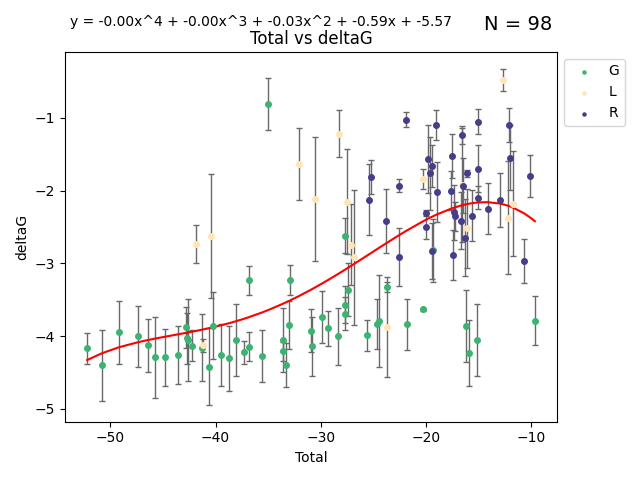 y = -0.00x^4 + -0.00x^3 + -0.03x^2 + -0.59x + -5.57
N = 98
Total vs deltaG
G
L
R
deltaG
−1
−2
−3
−4
−5
−50
−40
−30
−20
−10
Total